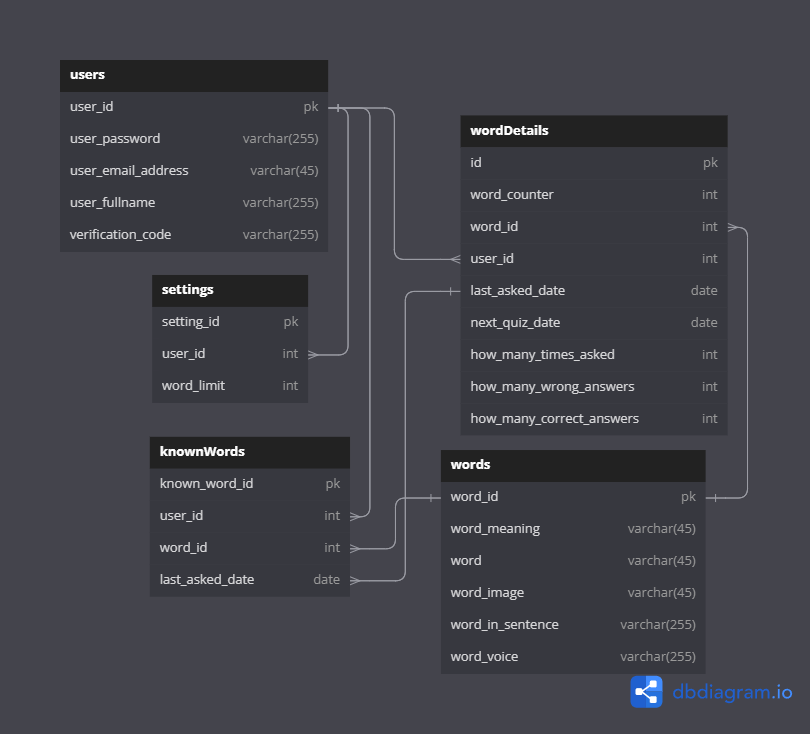 users
user_id pk
user_password varchar(255)
user_email_address varchar(45)
user_fullname varchar(255)
verification_code varchar(255)
settings
setting_id pk
user_id int
word_limit int
knownWords
known_word_id pk
user_id int
word_id int
last_asked_date date
wordDetails
id pk
word_counter int
word_id int
user_id int
last_asked_date date
next_quiz_date date
how_many_times_asked int
how_many_wrong_answers int
how_many_correct_answers int
words
word_id pk
word_meaning varchar(45)
word varchar(45)
word_image varchar(45)
word_in_sentence varchar(255)
word_voice varchar(255)
dbdiagram.io